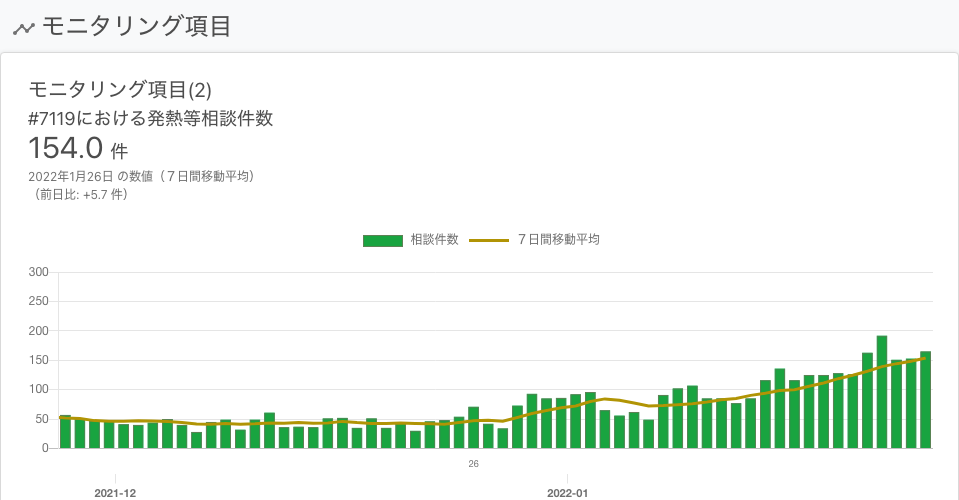 モニタリング項目
モニタリング項目(2)
#7119における発熱等相談件数
154.0 件
2022年1月26日 の数値（７日間移動平均）
（前日比: +5.7 件）
相談件数 ７日間移動平均
300
250
200
150
100
50
0
26
2021-12 2022-01